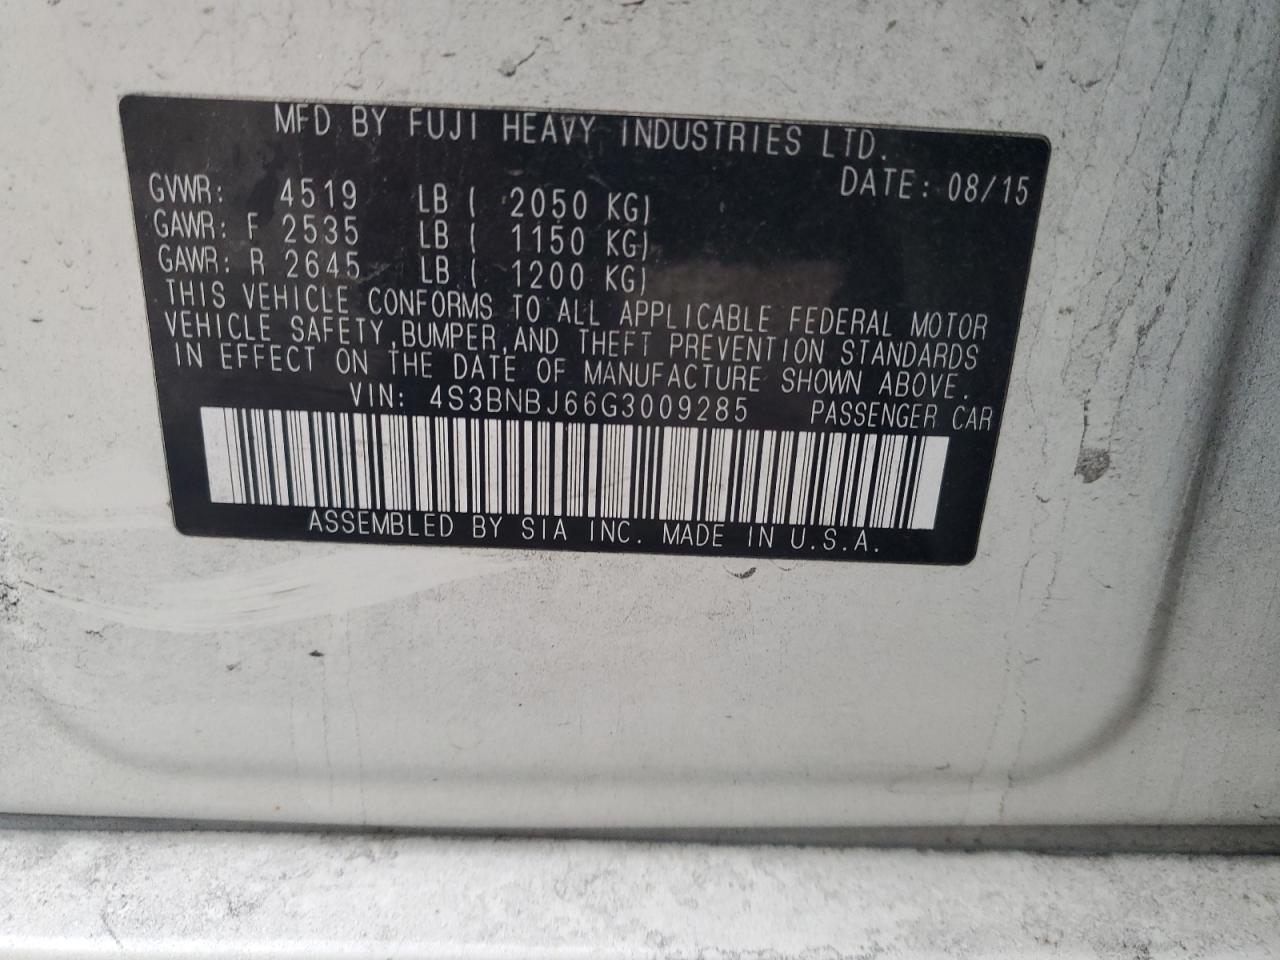 MFD BY FUJI HEAVY INDUSTRIES LTD.
DATE: 08/15
GVWR: 4519 LB ( 2050 KG)
GAWR: F 2535 LB ( 1150 KG)
GAWR: R 2645 LB ( 1200 KG)
THIS VEHICLE CONFORMS TO ALL APPLICABLE FEDERAL MOTOR
VEHICLE SAFETY,BUMPER,AND THEFT PREVENTION STANDARDS
IN EFFECT ON THE DATE OF MANUFACTURE SHOWN ABOVE.
VIN: 4S3BNBJ66G3009285 PASSENGER CAR
ASSEMBLED BY SIA INC. MADE IN U.S.A.